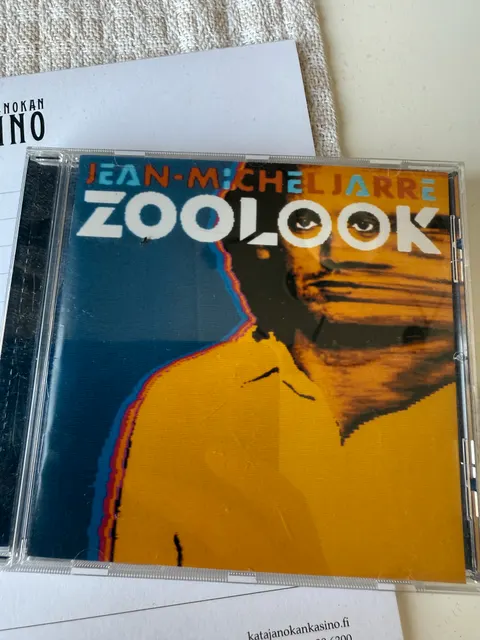 NOKAN
INO
JEAN-MiCHEL JARRE
ZOOLOOK
katajanokankasino.fi